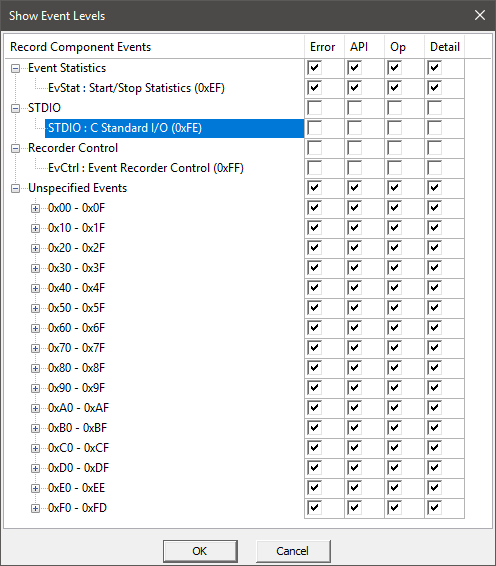 Show Event Levels
Record Component Events Error API Op Detail
Event Statistics
EvStat : Start/Stop Statistics (0xEF)
STDIO
STDIO : C Standard I/O (0xFE)
Recorder Control
EvCtrl : Event Recorder Control (0xFF)
Unspecified Events
0x00 - 0x0F
0x10 - 0x1F
0x20 - 0x2F
0x30 - 0x3F
0x40 - 0x4F
0x50 - 0x5F
0x60 - 0x6F
0x70 - 0x7F
0x80 - 0x8F
0x90 - 0x9F
0xA0 - 0xAF
0xB0 - 0xBF
0xC0 - 0xCF
0xD0 - 0xDF
0xE0 - 0xEE
0xF0 - 0xFD
OK Cancel